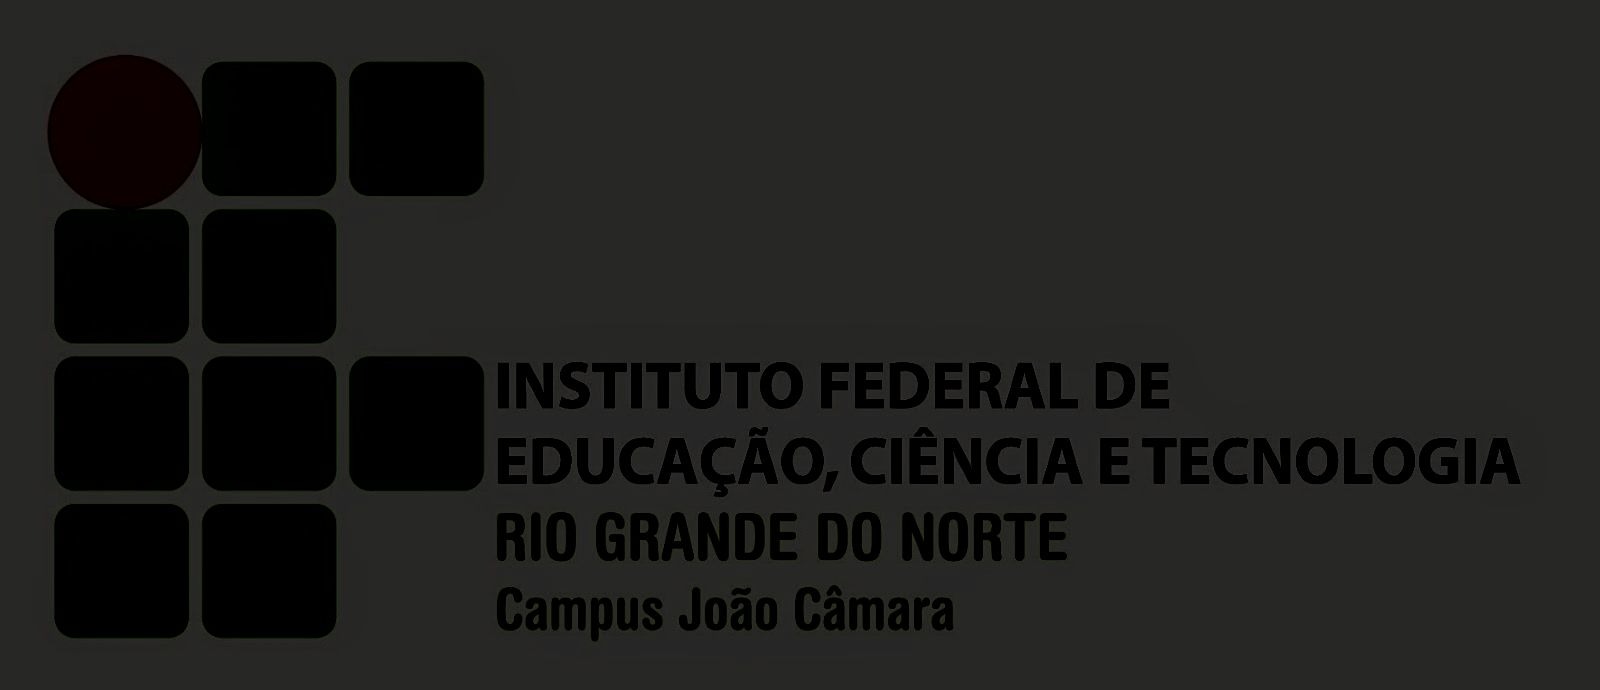 INSTITUTO FEDERAL DE
EDUCAÇÃO, CIÊNCIA E TECNOLOGIA
RIO GRANDE DO NORTE
Campus João Câmara